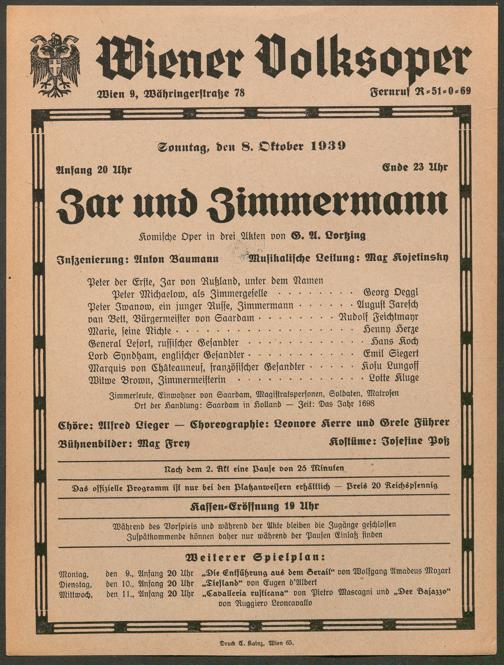 Wiener Volksoper
Wien 9, Währingerstraße 78 Fernruf R-51-0-69
Sonntag, den 8. Oktober 1939
Anfang 20 Uhr Ende 23 Uhr
Zar und Zimmermann
Komische Oper in drei Akten von G. A. Lortzing
Inszenierung: Anton Baumann Musikalische Leitung: Max Kojetinsky
Peter der Erste, Zar von Rußland, unter dem Namen
Peter Michaelow, als Zimmergeselle Georg Oeggl
Peter Iwanow, ein junger Russe, Zimmermann August Jaresch
van Bett, Bürgermeister von Saardam Rudolf Feichtmayr
Marie, seine Nichte Henny Herze
General Lefort, russischer Gesandter Hans Koch
Lord Syndham, englischer Gesandter Emil Siegert
Marquis von Châteauneuf, französischer Gesandter Kosu Lungoff
Witwe Brown, Zimmermeisterin Lotte Kluge
Zimmerleute, Einwohner von Saardam, Magistratspersonen, Soldaten, Matrosen
Ort der Handlung: Saardam in Holland — Zeit: Das Jahr 1698
Chöre: Alfred Lieger — Choreographie: Leonore Kerre und Grete Führer
Bühnenbilder: Max Frey Kostüme: Josefine Poß
Nach dem 2. Akt eine Pause von 25 Minuten
Das offizielle Programm ist nur bei den Platzanweisern erhältlich — Preis 20 Reichspfennig
Kassen-Eröffnung 19 Uhr
Während des Vorspiels und während der Akte bleiben die Zugänge geschlossen
Zuspätkommende können daher nur während der Pausen Einlaß finden
Weiterer Spielplan:
Montag, den 9., Anfang 20 Uhr „Die Entführung aus dem Serail" von Wolfgang Amadeus Mozart
Dienstag, den 10., Anfang 20 Uhr „Tiefland" von Eugen d'Albert
Mittwoch, den 11., Anfang 20 Uhr „Cavalleria rusticana" von Pietro Mascagni und „Der Bajazzo"
von Ruggiero Leoncavallo
Druck C. Kainz, Wien 65.